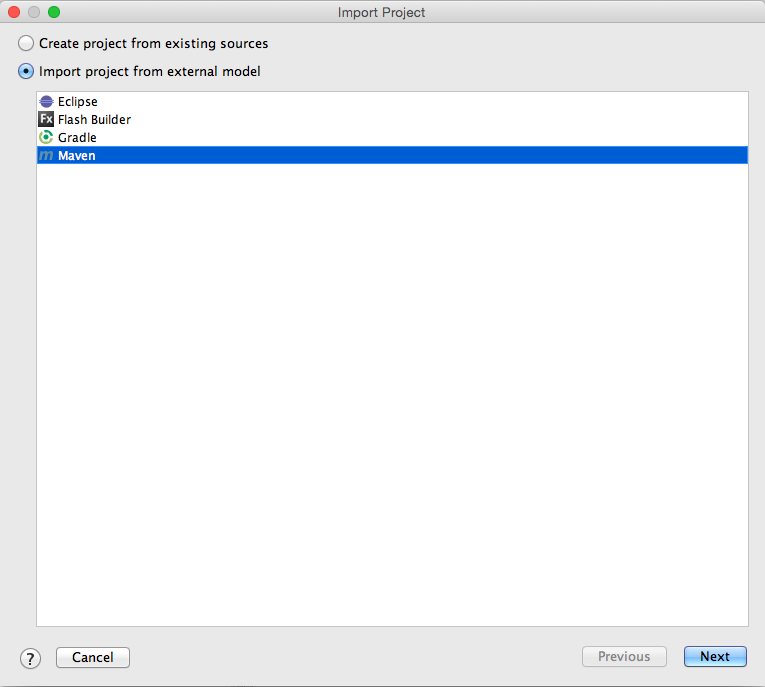 Import Project
Create project from existing sources
Import project from external model
Eclipse
Fx Flash Builder
Gradle
m Maven
? Cancel Previous Next